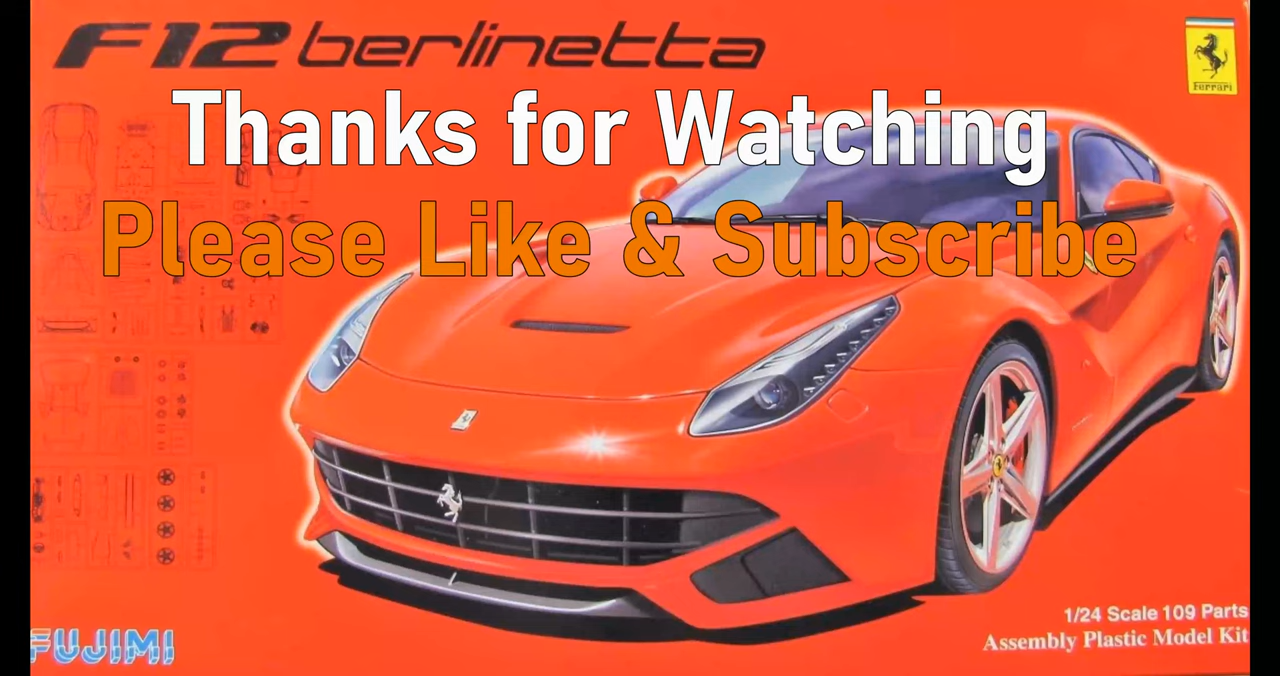 F12 berlinetta
Ferrari
Thanks for Watching
Please Like & Subscribe
1/24 Scale 109 Parts
Assembly Plastic Model Kit
FUJIMI